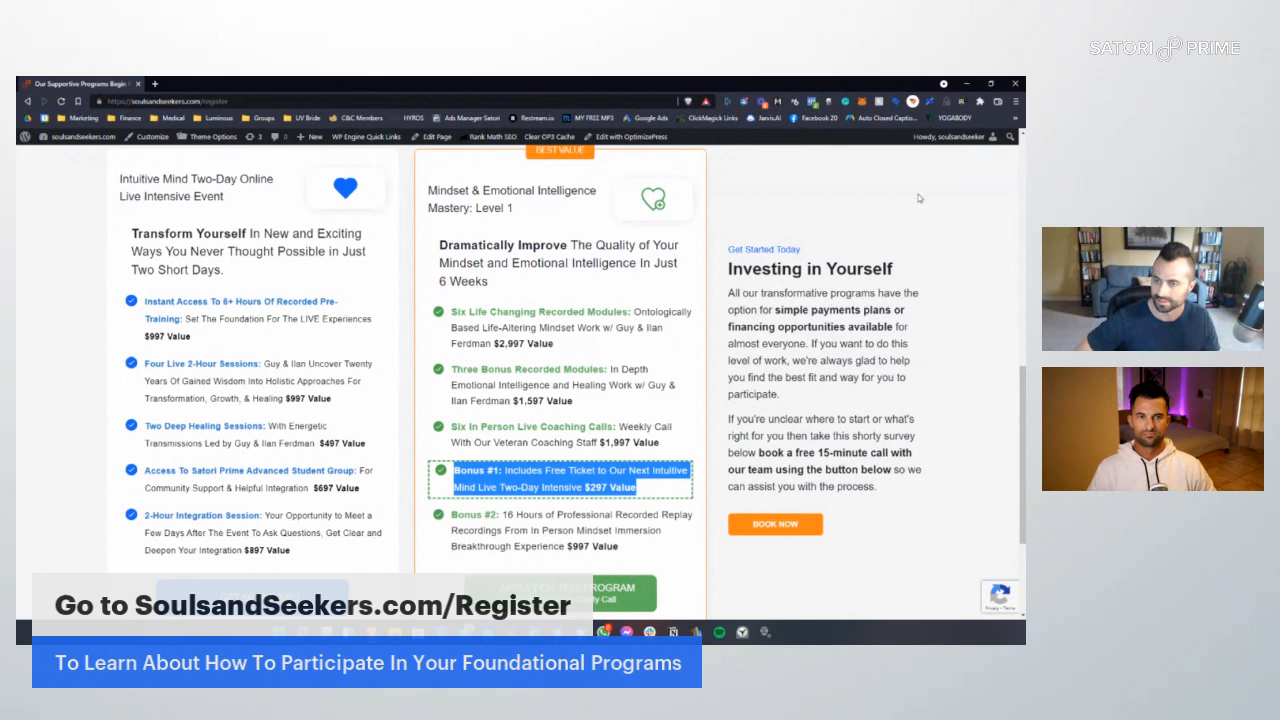 SATORI PRIME
Our Supportive Programs Begin
https://soulsandseekers.com/register
Marketing
Finance
Medical
Luminous
Groups
UV Bride
C&C Members
HYROS
Ads Manager Satori
Restream.io
MY FREE MP3
Google Ads
ClickMagick Links
Jarvis.AI
Facebook 20
Auto Closed Captio...
YOGABODY
soulsandseekers.com
Customize
Theme Options
3
0
New
WP Engine Quick Links
Edit Page
Rank Math SEO
Clear OP3 Cache
Edit with OptimizePress
Howdy, soulsandseeker
Intuitive Mind Two-Day Online
Live Intensive Event
Transform Yourself In New and Exciting
Ways You Never Thought Possible in Just
Two Short Days.
Instant Access To 6+ Hours Of Recorded Pre-
Training: Set The Foundation For The LIVE Experiences
$997 Value
Four Live 2-Hour Sessions: Guy & Ilan Uncover Twenty
Years Of Gained Wisdom Into Holistic Approaches For
Transformation, Growth, & Healing $997 Value
Two Deep Healing Sessions: With Energetic
Transmissions Led by Guy & Ilan Ferdman $497 Value
Access To Satori Prime Advanced Student Group: For
Community Support & Helpful Integration $697 Value
2-Hour Integration Session: Your Opportunity to Meet a
Few Days After The Event To Ask Questions, Get Clear and
Deepen Your Integration $897 Value
BEST VALUE
Mindset & Emotional Intelligence
Mastery: Level 1
Dramatically Improve The Quality of Your
Mindset and Emotional Intelligence In Just
6 Weeks
Six Life Changing Recorded Modules: Ontologically
Based Life-Altering Mindset Work w/ Guy & Ilan
Ferdman $2,997 Value
Three Bonus Recorded Modules: In Depth
Emotional Intelligence and Healing Work w/ Guy &
Ilan Ferdman $1,597 Value
Six In Person Live Coaching Calls: Weekly Call
With Our Veteran Coaching Staff $1,997 Value
Bonus #1: Includes Free Ticket to Our Next Intuitive
Mind Live Two-Day Intensive $297 Value
Bonus #2: 16 Hours of Professional Recorded Replay
Recordings From In Person Mindset Immersion
Breakthrough Experience $997 Value
APPLY FOR THIS PROGRAM
Call
Get Started Today
Investing in Yourself
All our transformative programs have the
option for simple payments plans or
financing opportunities available for
almost everyone. If you want to do this
level of work, we're always glad to help
you find the best fit and way for you to
participate.
If you're unclear where to start or what's
right for you then take this shorty survey
below book a free 15-minute call with
our team using the button below so we
can assist you with the process.
BOOK NOW
Privacy - Terms
Go to SoulsandSeekers.com/Register
To Learn About How To Participate In Your Foundational Programs